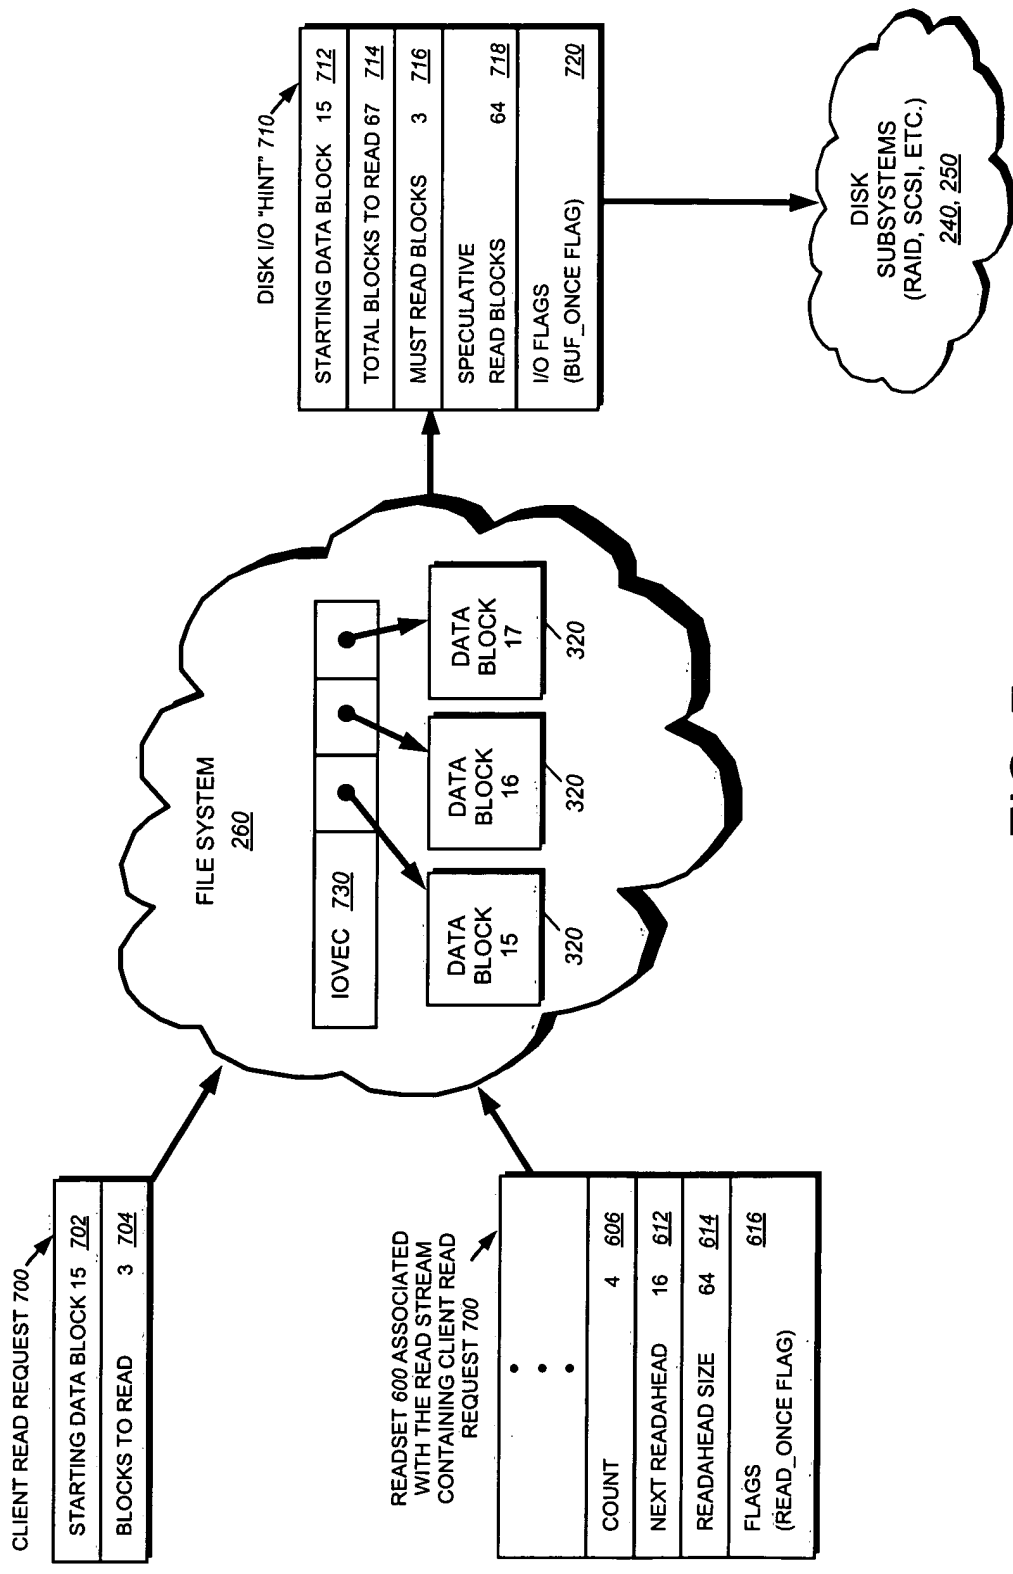 CLIENT READ REQUEST 700
STARTING DATA BLOCK 15 702
BLOCKS TO READ 3 704
READSET 600 ASSOCIATED
WITH THE READ STREAM
CONTAINING CLIENT READ
REQUEST 700
COUNT 4 606
NEXT READAHEAD 16 612
READAHEAD SIZE 64 614
FLAGS 616
(READ_ONCE FLAG)
FILE SYSTEM
260
IOVEC 730
DATA
BLOCK
15
320
DATA
BLOCK
16
320
DATA
BLOCK
17
320
DISK I/O "HINT" 710
STARTING DATA BLOCK 15 712
TOTAL BLOCKS TO READ 67 714
MUST READ BLOCKS 3 716
SPECULATIVE
READ BLOCKS 64 718
I/O FLAGS 720
(BUF_ONCE FLAG)
DISK
SUBSYSTEMS
(RAID, SCSI, ETC.)
240, 250